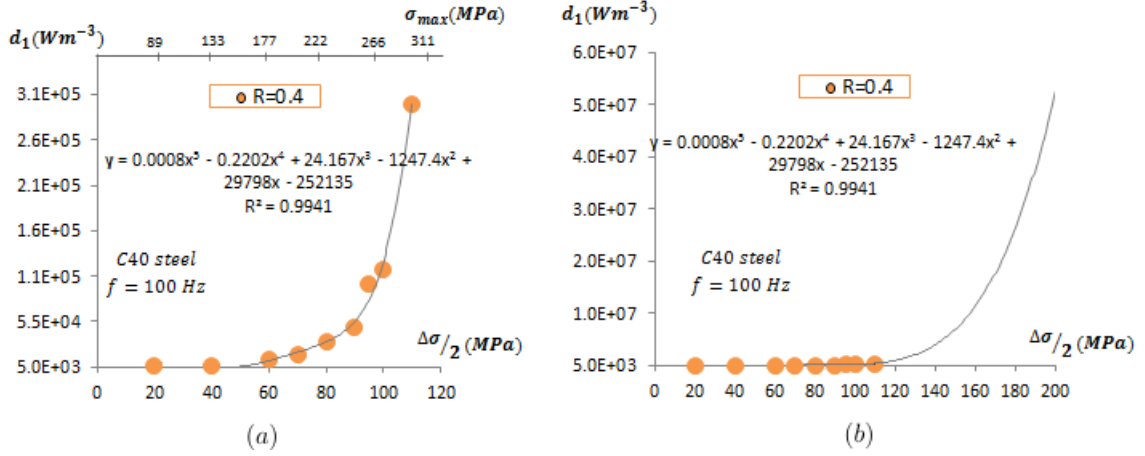 σmax(MPa)
d1(Wm−3)
89 133 177 222 266 311
3.1E+05
2.6E+05
2.1E+05
1.6E+05
1.1E+05
5.5E+04
5.0E+03
R=0.4
y = 0.0008x5 - 0.2202x4 + 24.167x3 - 1247.4x2 +
29798x - 252135
R² = 0.9941
C40 steel
f = 100 Hz
Δσ/2 (MPa)
0 20 40 60 80 100 120
(a)
d1(Wm−3)
6.0E+07
5.0E+07
4.0E+07
3.0E+07
2.0E+07
1.0E+07
5.0E+03
R=0.4
y = 0.0008x5 - 0.2202x4 + 24.167x3 - 1247.4x2 +
29798x - 252135
R² = 0.9941
C40 steel
f = 100 Hz
Δσ/2 (MPa)
0 20 40 60 80 100 120 140 160 180 200
(b)